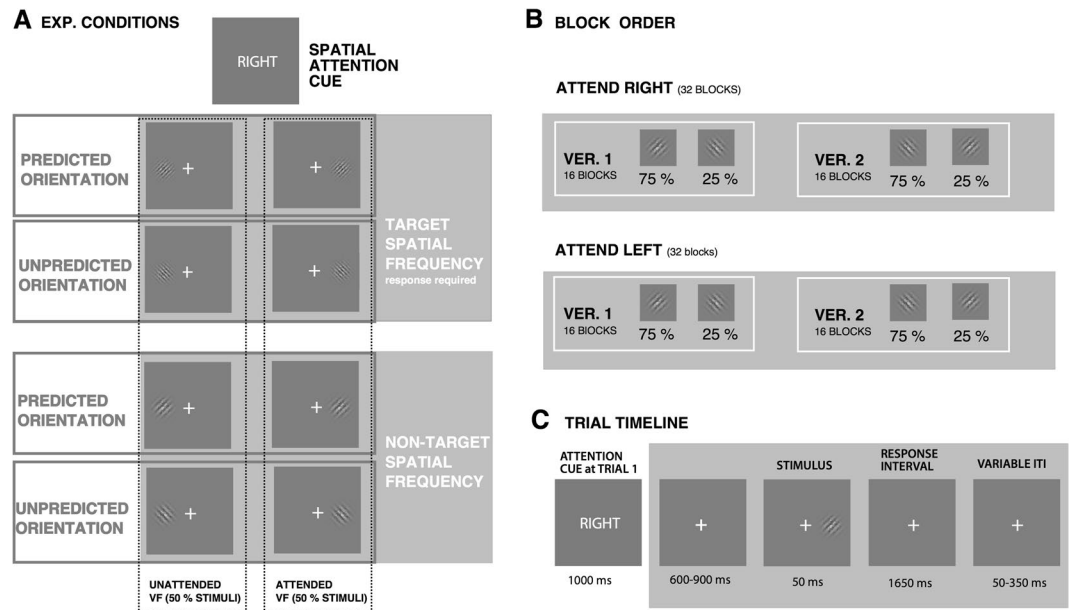 A EXP. CONDITIONS
RIGHT
SPATIAL
ATTENTION
CUE
PREDICTED
ORIENTATION
UNPREDICTED
ORIENTATION
TARGET
SPATIAL
FREQUENCY
response required
PREDICTED
ORIENTATION
UNPREDICTED
ORIENTATION
NON-TARGET
SPATIAL
FREQUENCY
UNATTENDED
VF (50 % STIMULI)
ATTENDED
VF (50 % STIMULI)
B BLOCK ORDER
ATTEND RIGHT (32 BLOCKS)
VER. 1
16 BlOCKS
75 %
25 %
VER. 2
16 BLOCKS
75 %
25 %
ATTEND LEFT (32 blocks)
VER. 1
16 BlOCKS
75 %
25 %
VER. 2
16 BLOCKS
75 %
25 %
C TRIAL TIMELINE
ATTENTION
CUE at TRIAL 1
RIGHT
1000 ms
600-900 ms
STIMULUS
50 ms
RESPONSE
INTERVAL
1650 ms
VARIABLE ITI
50-350 ms